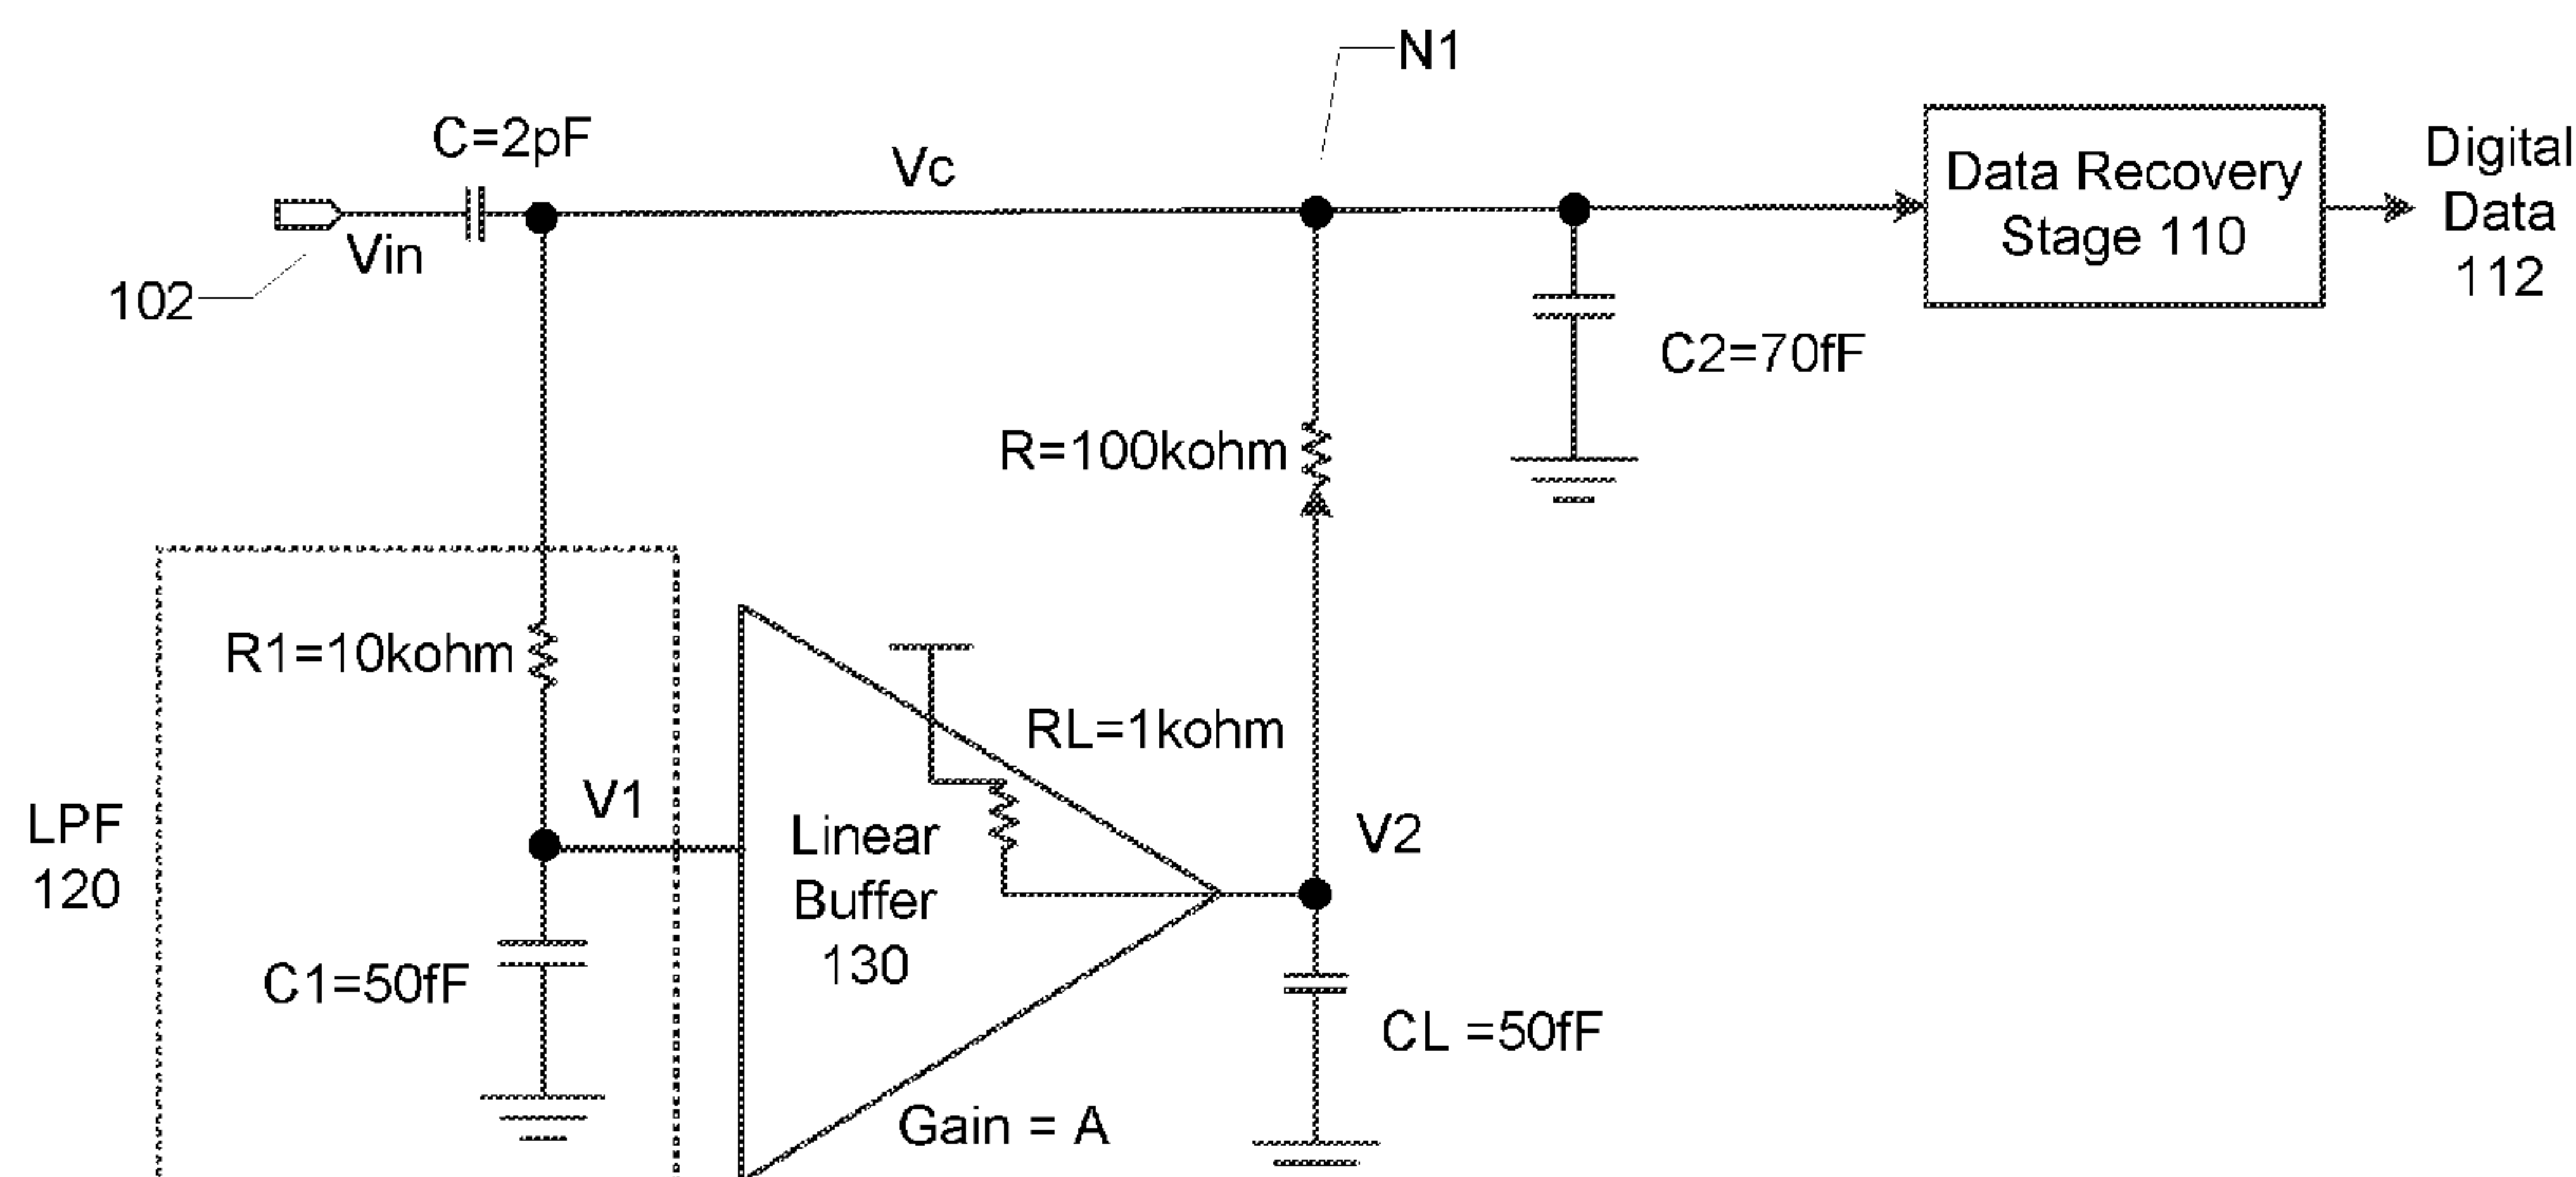 N1
C=2pF
Vc
Vin
102
Data Recovery
Stage 110
Digital
Data
112
C2=70fF
R=100kohm
R1=10kohm
RL=1kohm
V1
V2
LPF
120
Linear
Buffer
130
C1=50fF
CL =50fF
Gain = A